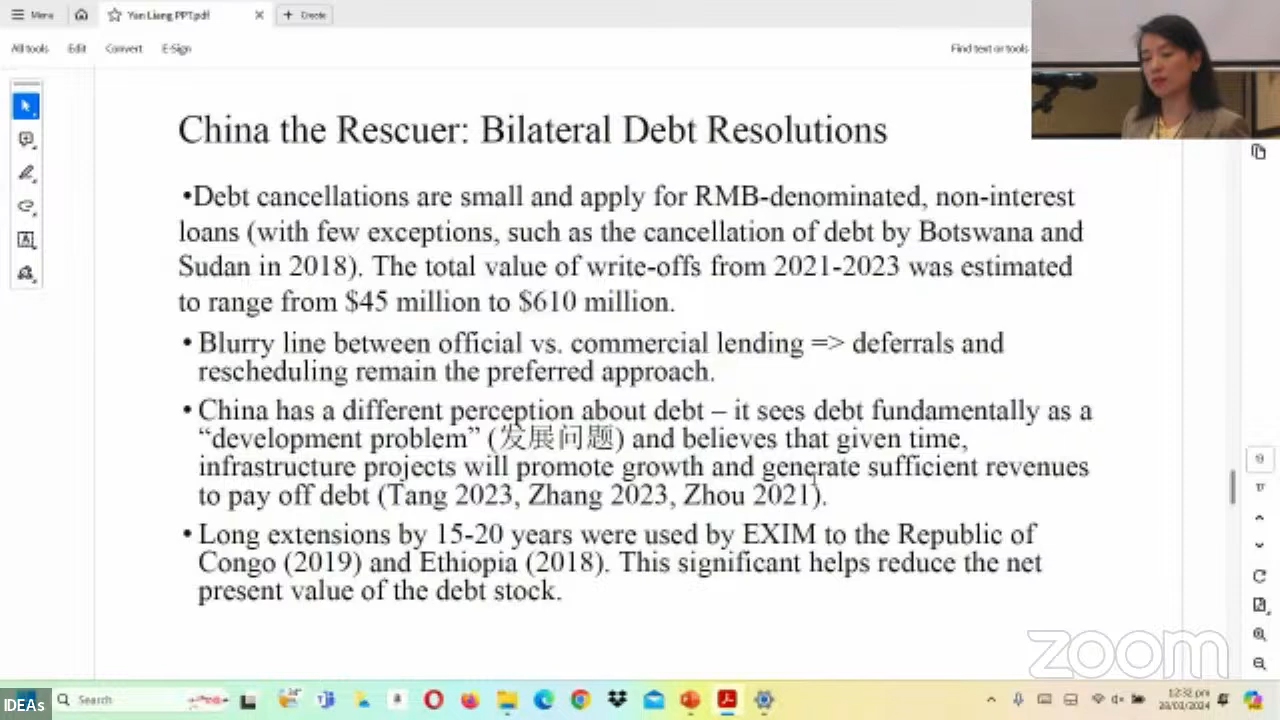 Menu
Yan Liang PPT.pdf
Create
All tools
Edit
Convert
E-Sign
Find text or tools
China the Rescuer: Bilateral Debt Resolutions
•Debt cancellations are small and apply for RMB-denominated, non-interest
loans (with few exceptions, such as the cancellation of debt by Botswana and
Sudan in 2018). The total value of write-offs from 2021-2023 was estimated
to range from $45 million to $610 million.
• Blurry line between official vs. commercial lending => deferrals and
rescheduling remain the preferred approach.
• China has a different perception about debt – it sees debt fundamentally as a
“development problem” (发展问题) and believes that given time,
infrastructure projects will promote growth and generate sufficient revenues
to pay off debt (Tang 2023, Zhang 2023, Zhou 2021).
• Long extensions by 15-20 years were used by EXIM to the Republic of
Congo (2019) and Ethiopia (2018). This significant helps reduce the net
present value of the debt stock.
9
17
zoom
IDEAs
Search
12:32 pm